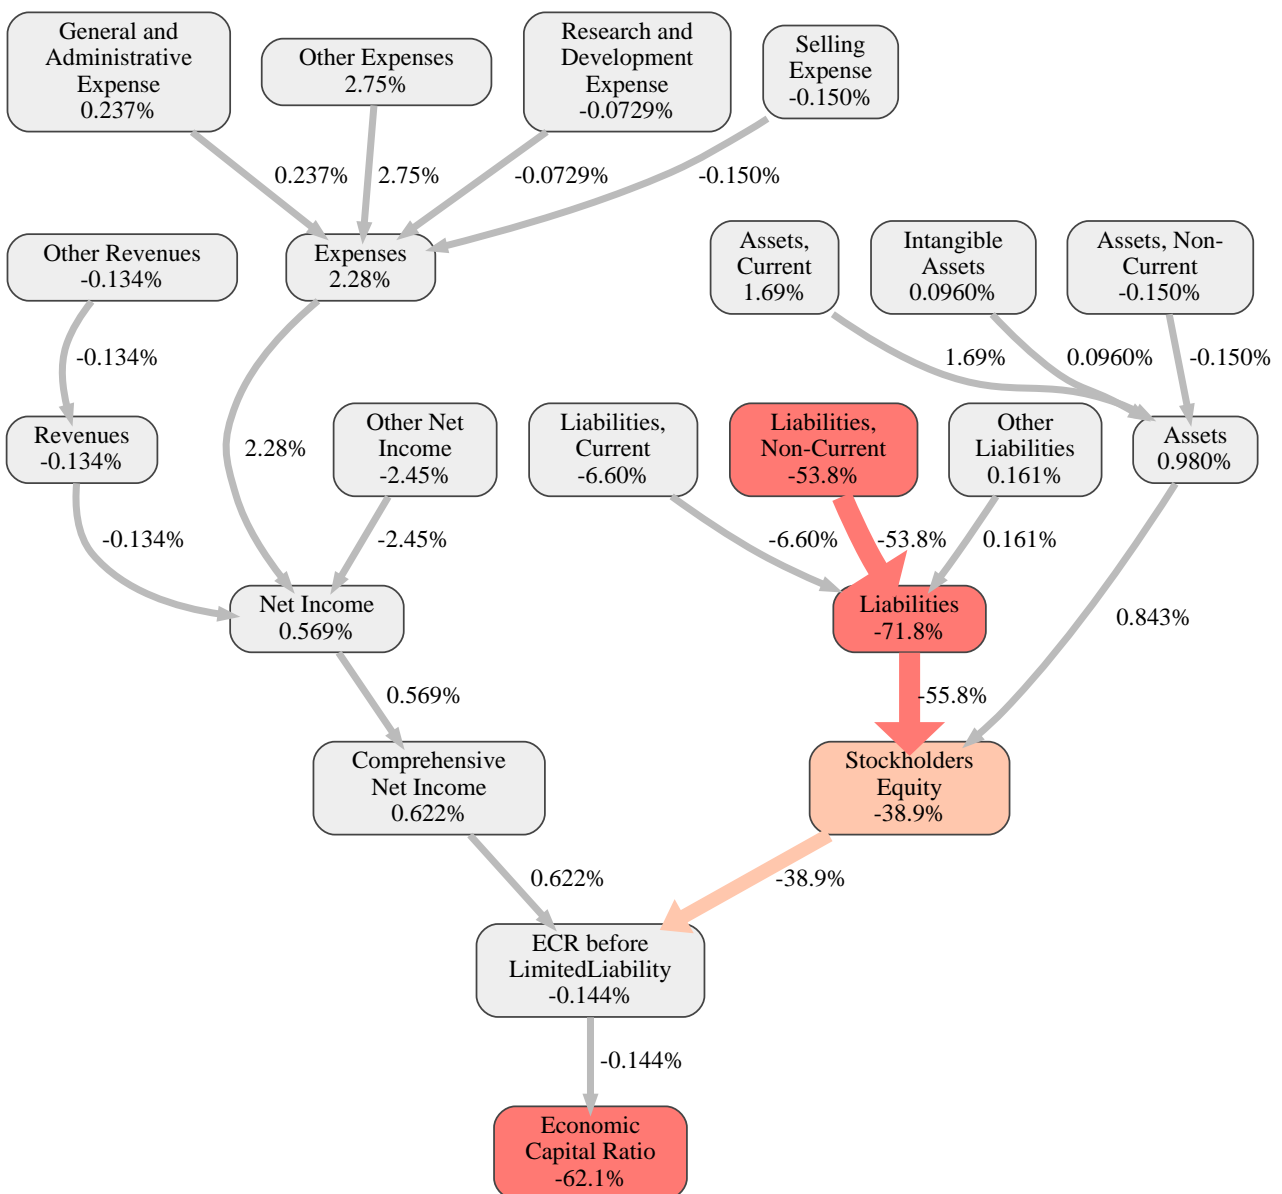 General and
Administrative
Expense
0.237%
Other Expenses
2.75%
Research and
Development
Expense
-0.0729%
Selling
Expense
-0.150%
0.237%
2.75%
-0.0729%
-0.150%
Other Revenues
-0.134%
Expenses
2.28%
Assets,
Current
1.69%
Intangible
Assets
0.0960%
Assets, Non-
Current
-0.150%
-0.134%
1.69%
0.0960%
-0.150%
Revenues
-0.134%
2.28%
Other Net
Income
-2.45%
Liabilities,
Current
-6.60%
Liabilities,
Non-Current
-53.8%
Other
Liabilities
0.161%
Assets
0.980%
-0.134%
-2.45%
-6.60%
-53.8%
0.161%
Net Income
0.569%
Liabilities
-71.8%
0.843%
0.569%
-55.8%
Comprehensive
Net Income
0.622%
Stockholders
Equity
-38.9%
0.622%
-38.9%
ECR before
LimitedLiability
-0.144%
-0.144%
Economic
Capital Ratio
-62.1%